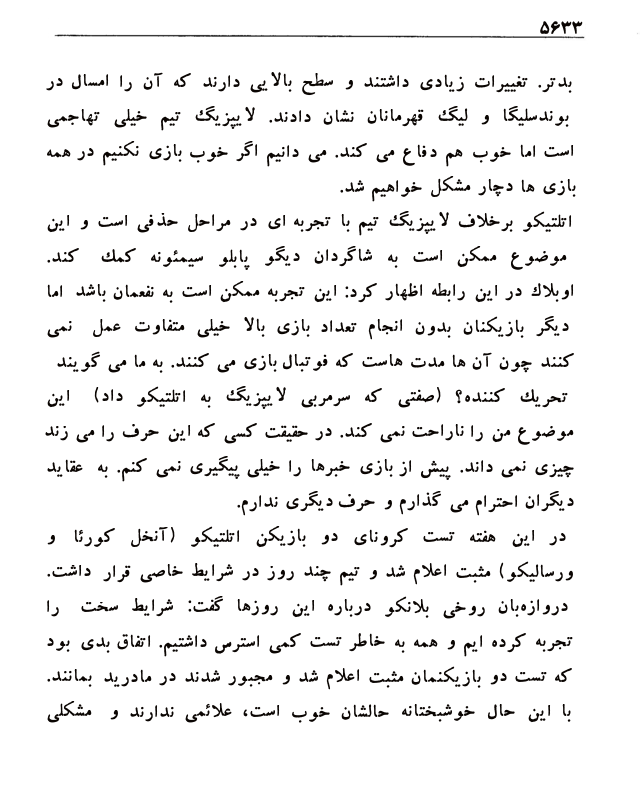 ۵۶۳۳
بدتر. تغییرات زیادی داشتند و سطح بالایی دارند که آن را امسال در
بوندسلیگا و لیگ قهرمانان نشان دادند. لایپزیگ تیم خیلی تهاجمی
است اما خوب هم دفاع می کند. می دانیم اگر خوب بازی نکنیم در همه
بازی ها دچار مشکل خواهیم شد.
اتلتیکو برخلاف لایپزیگ تیم با تجربه ای در مراحل حذفی است و این
موضوع ممکن است به شاگردان دیگو پابلو سیمئونه کمک کند.
اوبلاک در این رابطه اظهار کرد: این تجربه ممکن است به نفعمان باشد اما
دیگر بازیکنان بدون انجام تعداد بازی بالا خیلی متفاوت عمل نمی
کنند چون آن ها مدت هاست که فوتبال بازی می کنند. به ما می گویند
تحریک کننده؟ (صفتی که سرمربی لایپزیگ به اتلتیکو داد) این
موضوع من را ناراحت نمی کند. در حقیقت کسی که این حرف را می زند
چیزی نمی داند. پیش از بازی خبرها را خیلی پیگیری نمی کنم. به عقاید
دیگران احترام می گذارم و حرف دیگری ندارم.
در این هفته تست کرونای دو بازیکن اتلتیکو (آنخل کورئا و
ورسالیکو) مثبت اعلام شد و تیم چند روز در شرایط خاصی قرار داشت.
دروازه‌بان روخی بلانکو درباره این روزها گفت: شرایط سخت را
تجربه کرده ایم و همه به خاطر تست کمی استرس داشتیم. اتفاق بدی بود
که تست دو بازیکنمان مثبت اعلام شد و مجبور شدند در مادرید بمانند.
با این حال خوشبختانه حالشان خوب است، علائمی ندارند و مشکلی